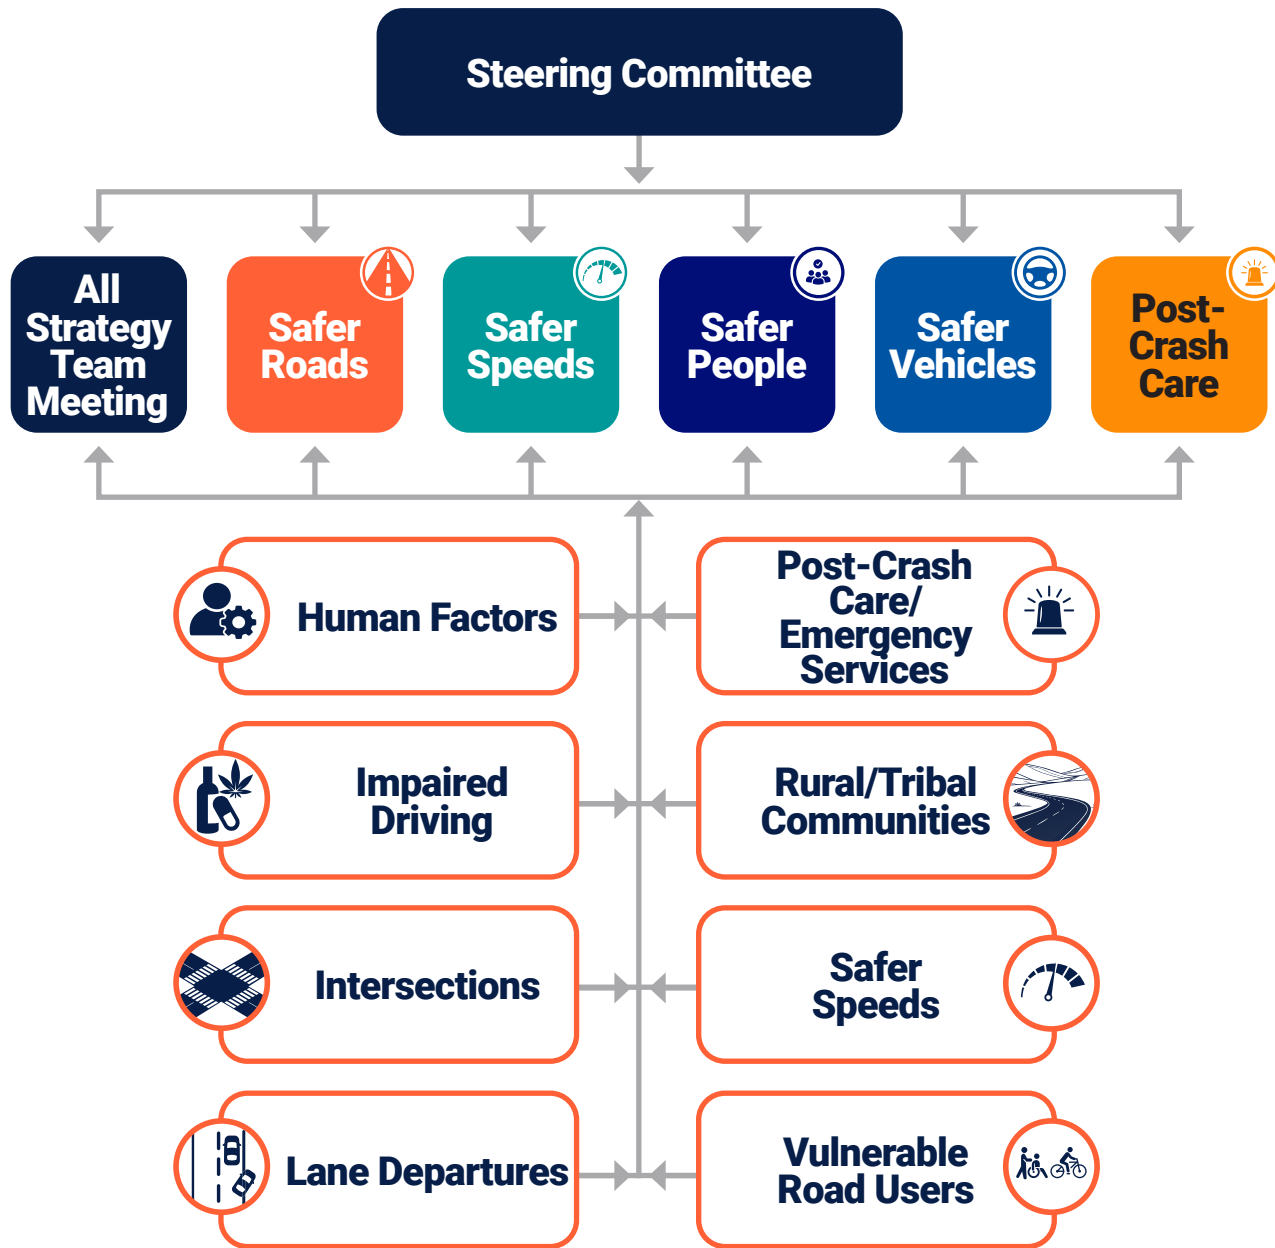 Steering Committee
All
Strategy
Team
Meeting
Safer
Roads
Safer
Speeds
Safer
People
Safer
Vehicles
Post-
Crash
Care
Human Factors
Post-Crash
Care/
Emergency
Services
Impaired
Driving
Rural/Tribal
Communities
Intersections
Safer
Speeds
Lane Departures
Vulnerable
Road Users